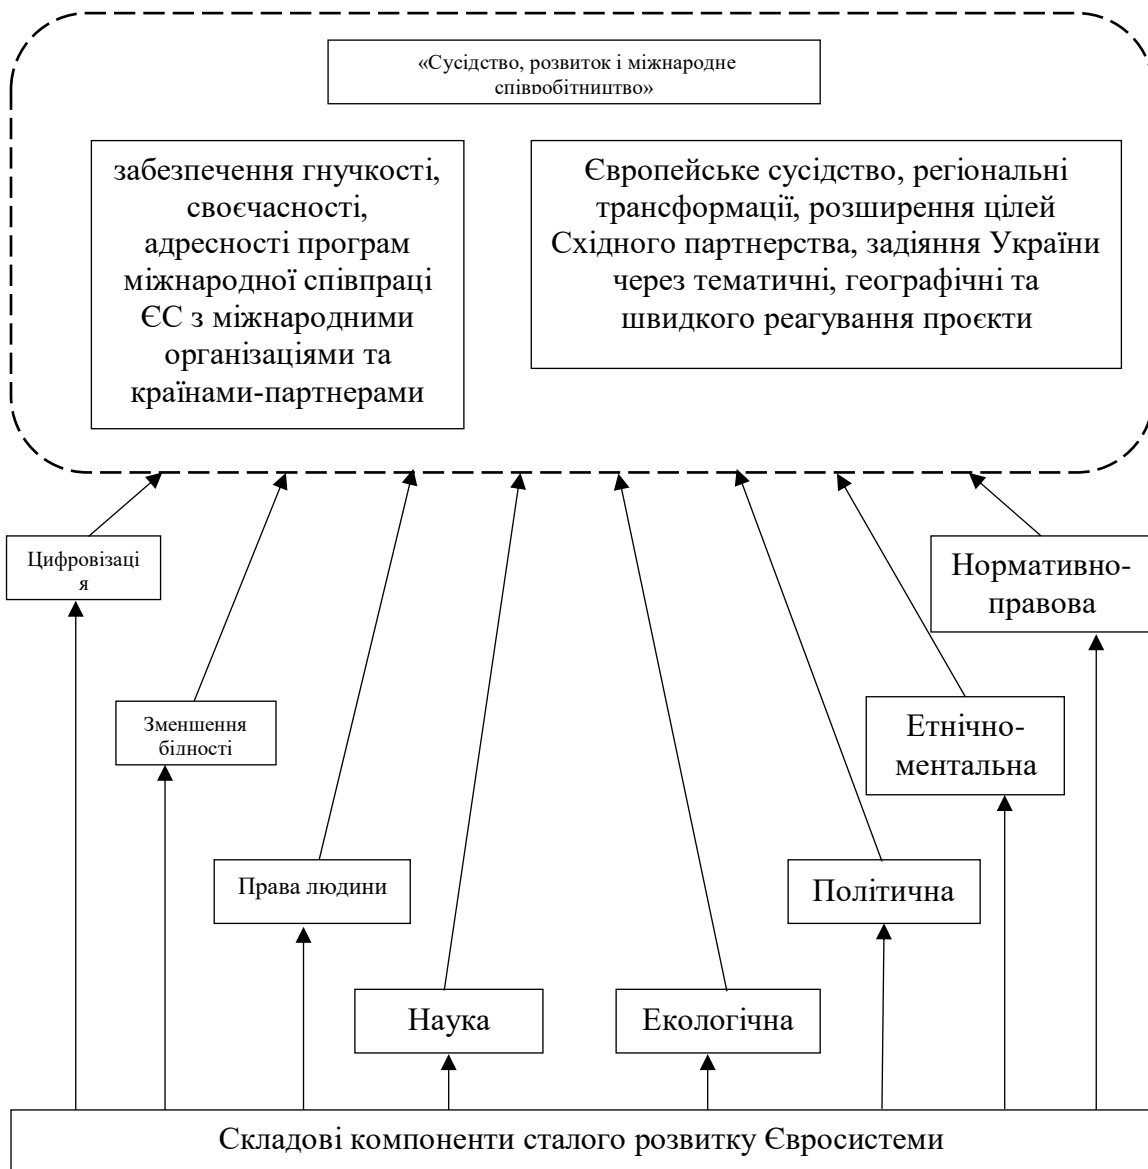 «Сусідство, розвиток і міжнародне
співробітництво»
забезпечення гнучкості,
своєчасності,
адресності програм
міжнародної співпраці
ЄС з міжнародними
організаціями та
країнами-партнерами
Європейське сусідство, регіональні
трансформації, розширення цілей
Східного партнерства, задіяння України
через тематичні, географічні та
швидкого реагування проєкти
Цифровізаці
я
Нормативно-
правова
Зменшення
бідності
Етнічно-
ментальна
Права людини
Політична
Наука
Екологічна
Складові компоненти сталого розвитку Євросистеми